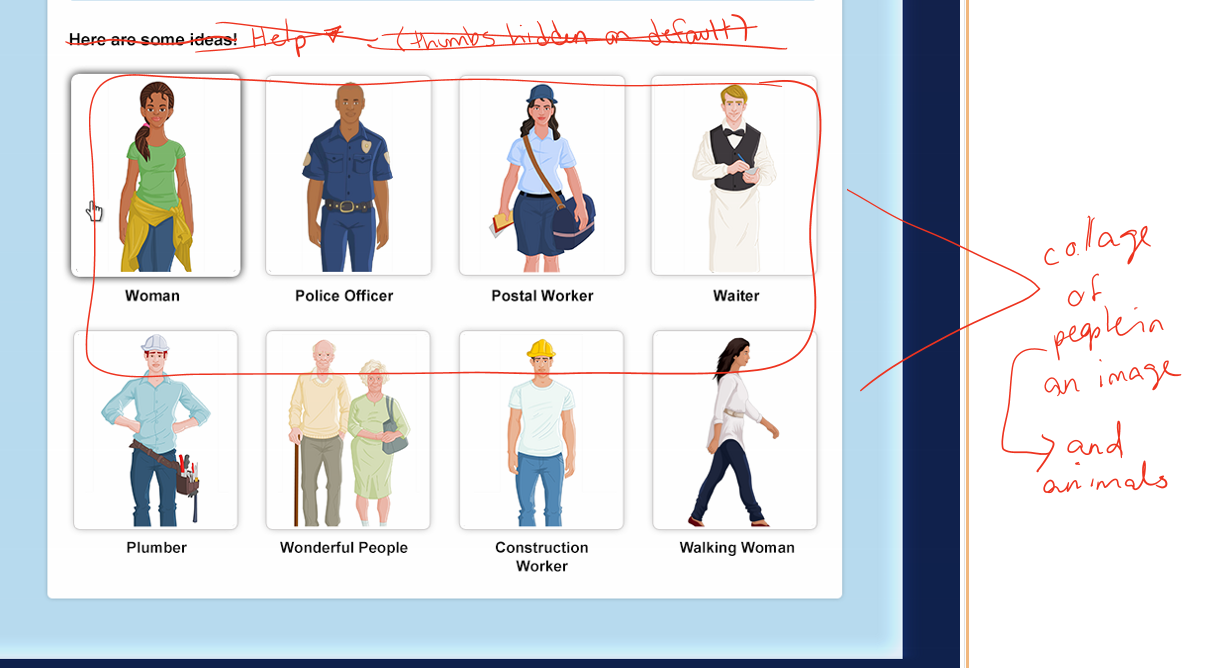 Here are some ideas! Help (thumbs hidden on default)
Woman
Police Officer
Postal Worker
Waiter
Plumber
Wonderful People
Construction
Worker
Walking Woman
collage
of
people in
an image
and
animals